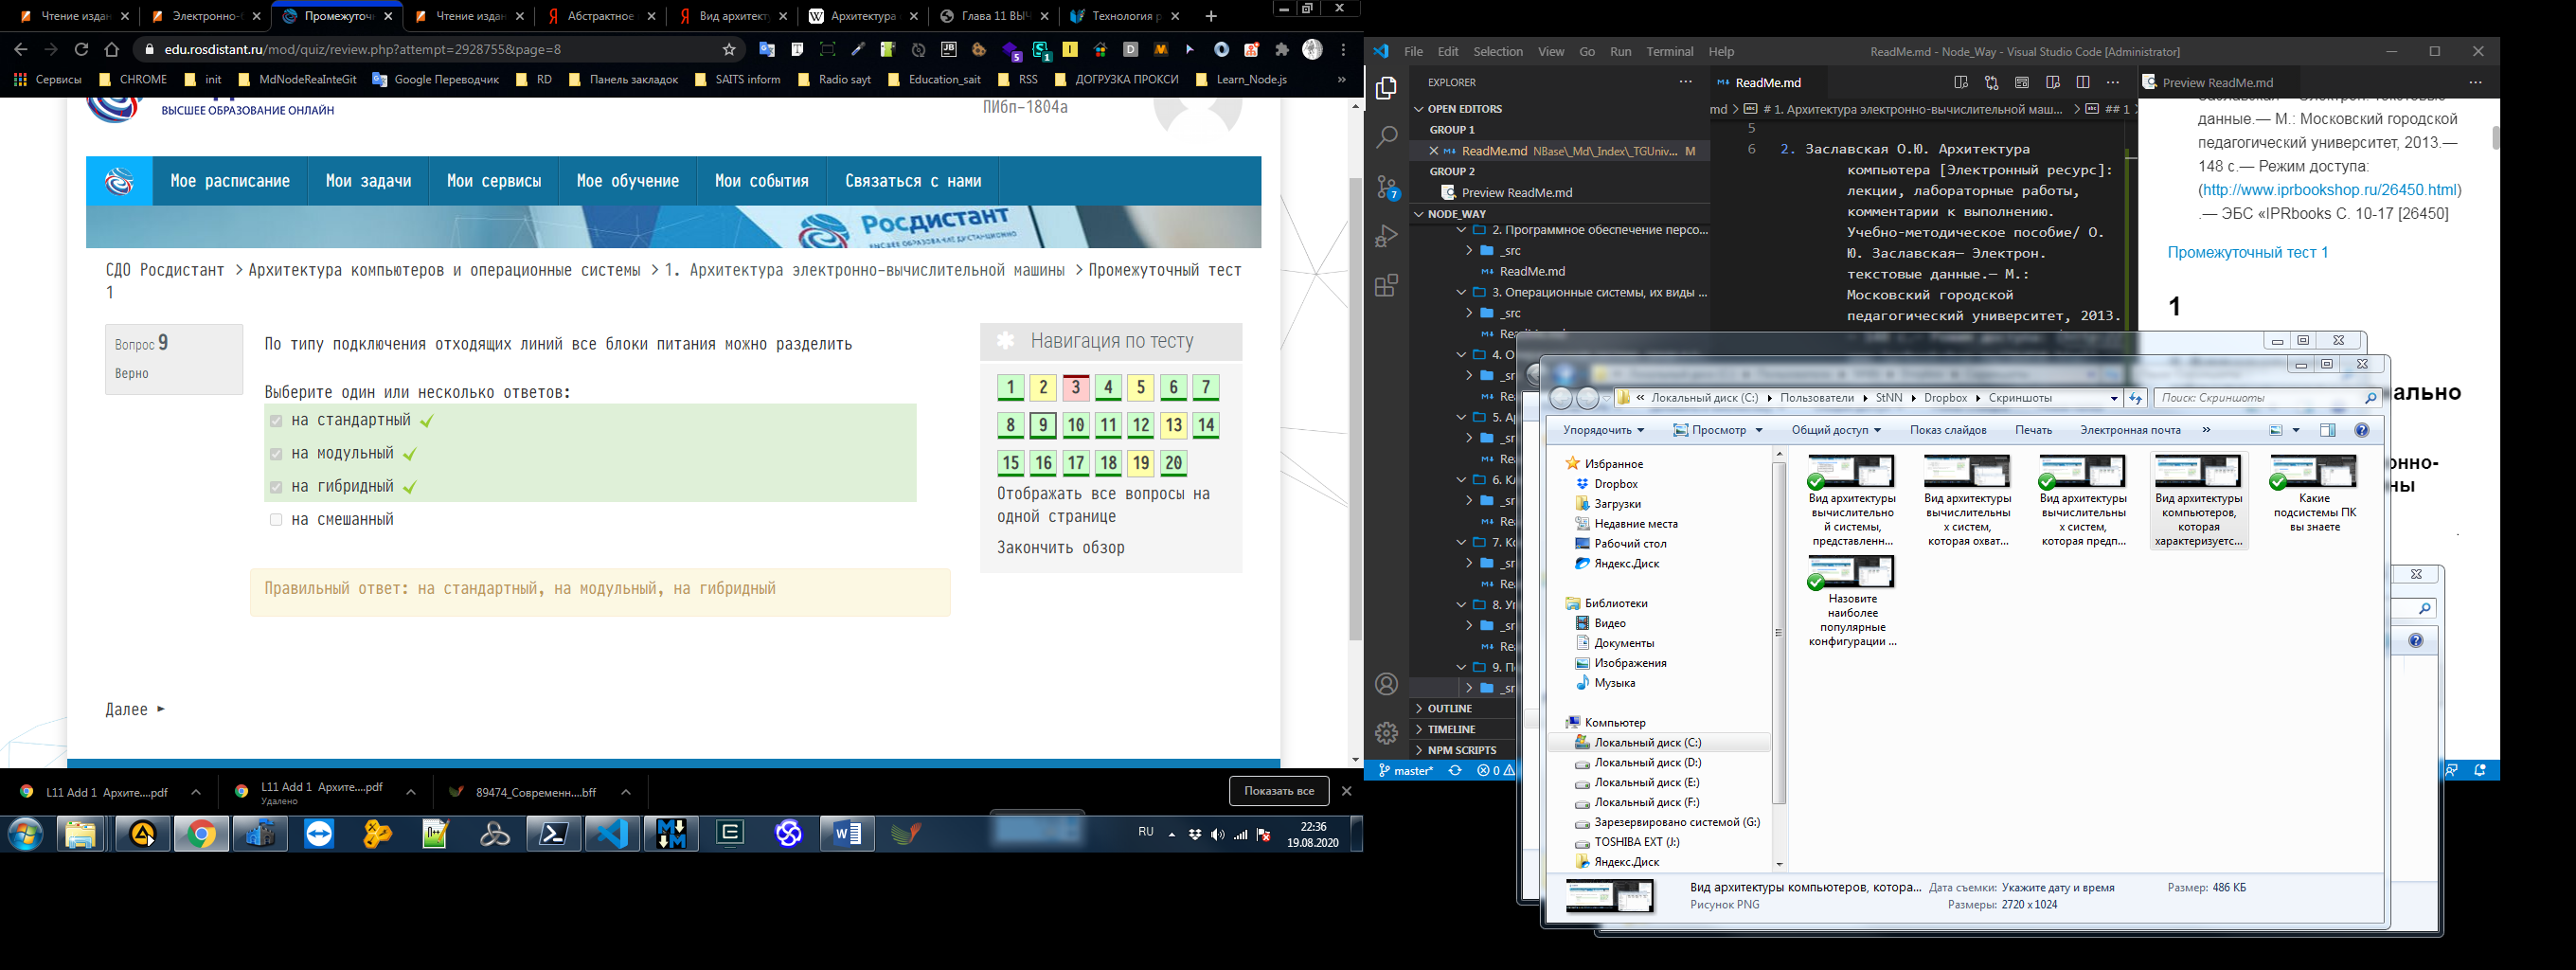 Чтение издан
Электронно-
Промежуточн
Чтение издан
Абстрактное
Вид архитект
Архитектура
Глава 11 ВЫЧ
Технология р
edu.rosdistant.ru/mod/quiz/review.php?attempt=2928755&page=8
Сервисы
CHROME
init
MdNodeReaInteGit
Google Переводчик
RD
Панель закладок
SAITS inform
Radio sayt
Education_sait
RSS
ДОГРУЗКА ПРОКСИ
Learn_Node.js
ВЫСШЕЕ ОБРАЗОВАНИЕ ОНЛАЙН
ПИбп-1804а
Мое расписание
Мои задачи
Мои сервисы
Мое обучение
Мои события
Связаться с нами
Росдистант
ВЫСШЕЕ ОБРАЗОВАНИЕ ДИСТАНЦИОННО
СДО Росдистант > Архитектура компьютеров и операционные системы > 1. Архитектура электронно-вычислительной машины > Промежуточный тест
1
Вопрос 9
Верно
По типу подключения отходящих линий все блоки питания можно разделить
Выберите один или несколько ответов:
на стандартный
на модульный
на гибридный
на смешанный
Правильный ответ: на стандартный, на модульный, на гибридный
Навигация по тесту
1 2 3 4 5 6 7
8 9 10 11 12 13 14
15 16 17 18 19 20
Отображать все вопросы на
одной странице
Закончить обзор
Далее ►
L11 Add 1 Архите....pdf
L11 Add 1 Архите....pdf
Удалено
89474_Современн....bff
Показать все
RU
22:36
19.08.2020
File Edit Selection View Go Run Terminal Help
ReadMe.md - Node_Way - Visual Studio Code [Administrator]
EXPLORER
OPEN EDITORS
GROUP 1
ReadMe.md NBase\_Md\_Index\_TGUniv... M
GROUP 2
Preview ReadMe.md
NODE_WAY
2. Программное обеспечение персо...
_src
ReadMe.md
3. Операционные системы, их виды ...
_src
4. О
5. А
6. К
7. К
8. У
9. П
OUTLINE
TIMELINE
NPM SCRIPTS
master*
0
ReadMe.md
md > # 1. Архитектура электронно-вычислительной маш... > ## 1
5
6
2. Заславская О.Ю. Архитектура
компьютера [Электронный ресурс]:
лекции, лабораторные работы,
комментарии к выполнению.
Учебно-методическое пособие/ О.
Ю. Заславская— Электрон.
текстовые данные.— М.:
Московский городской
педагогический университет, 2013.
Preview ReadMe.md
данные.— М.: Московский городской
педагогический университет, 2013.—
148 с.— Режим доступа:
(http://www.iprbookshop.ru/26450.html)
.— ЭБС «IPRbooks С. 10-17 [26450]
Промежуточный тест 1
1
ально
онно-
ны
« Локальный диск (C:) ▸ Пользователи ▸ StNN ▸ Dropbox ▸ Скриншоты
Поиск: Скриншоты
Упорядочить
Просмотр
Общий доступ
Показ слайдов
Печать
Электронная почта
»
Избранное
Dropbox
Загрузки
Недавние места
Рабочий стол
Яндекс.Диск
Библиотеки
Видео
Документы
Изображения
Музыка
Компьютер
Локальный диск (C:)
Локальный диск (D:)
Локальный диск (E:)
Локальный диск (F:)
Зарезервировано системой (G:)
TOSHIBA EXT (J:)
Яндекс.Диск
Вид архитектуры
вычислительно
й системы,
представленн...
Вид архитектуры
вычислительны
х систем,
которая охват...
Вид архитектуры
вычислительны
х систем,
которая предп...
Вид архитектуры
компьютеров,
которая
характеризуетс...
Какие
подсистемы ПК
вы знаете
Назовите
наиболее
популярные
конфигурации ...
Вид архитектуры компьютеров, котора...
Рисунок PNG
Дата съемки: Укажите дату и время
Размеры: 2720 x 1024
Размер: 486 КБ